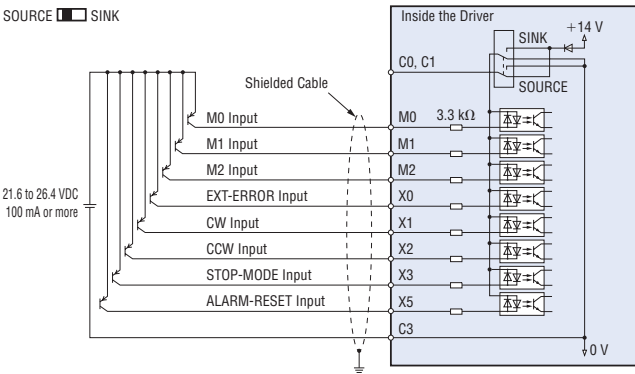 SOURCE SINK
Inside the Driver
+14 V
SINK
C0, C1
SOURCE
Shielded Cable
M0 Input M0 3.3 kΩ
M1 Input M1
M2 Input M2
21.6 to 26.4 VDC
100 mA or more
EXT-ERROR Input X0
CW Input X1
CCW Input X2
STOP-MODE Input X3
ALARM-RESET Input X5
C3
0 V